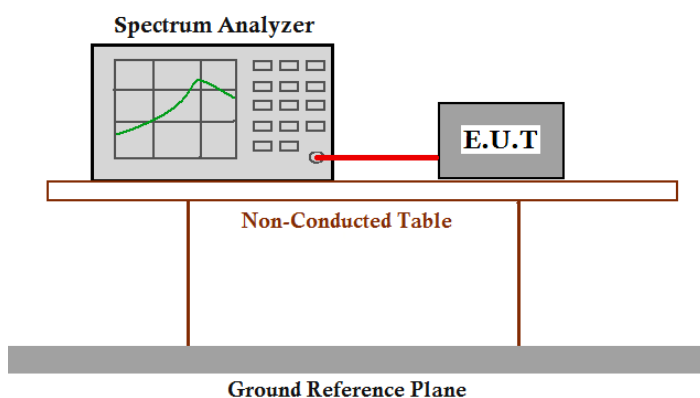 Spectrum Analyzer
E.U.T
Non-Conducted Table
Ground Reference Plane